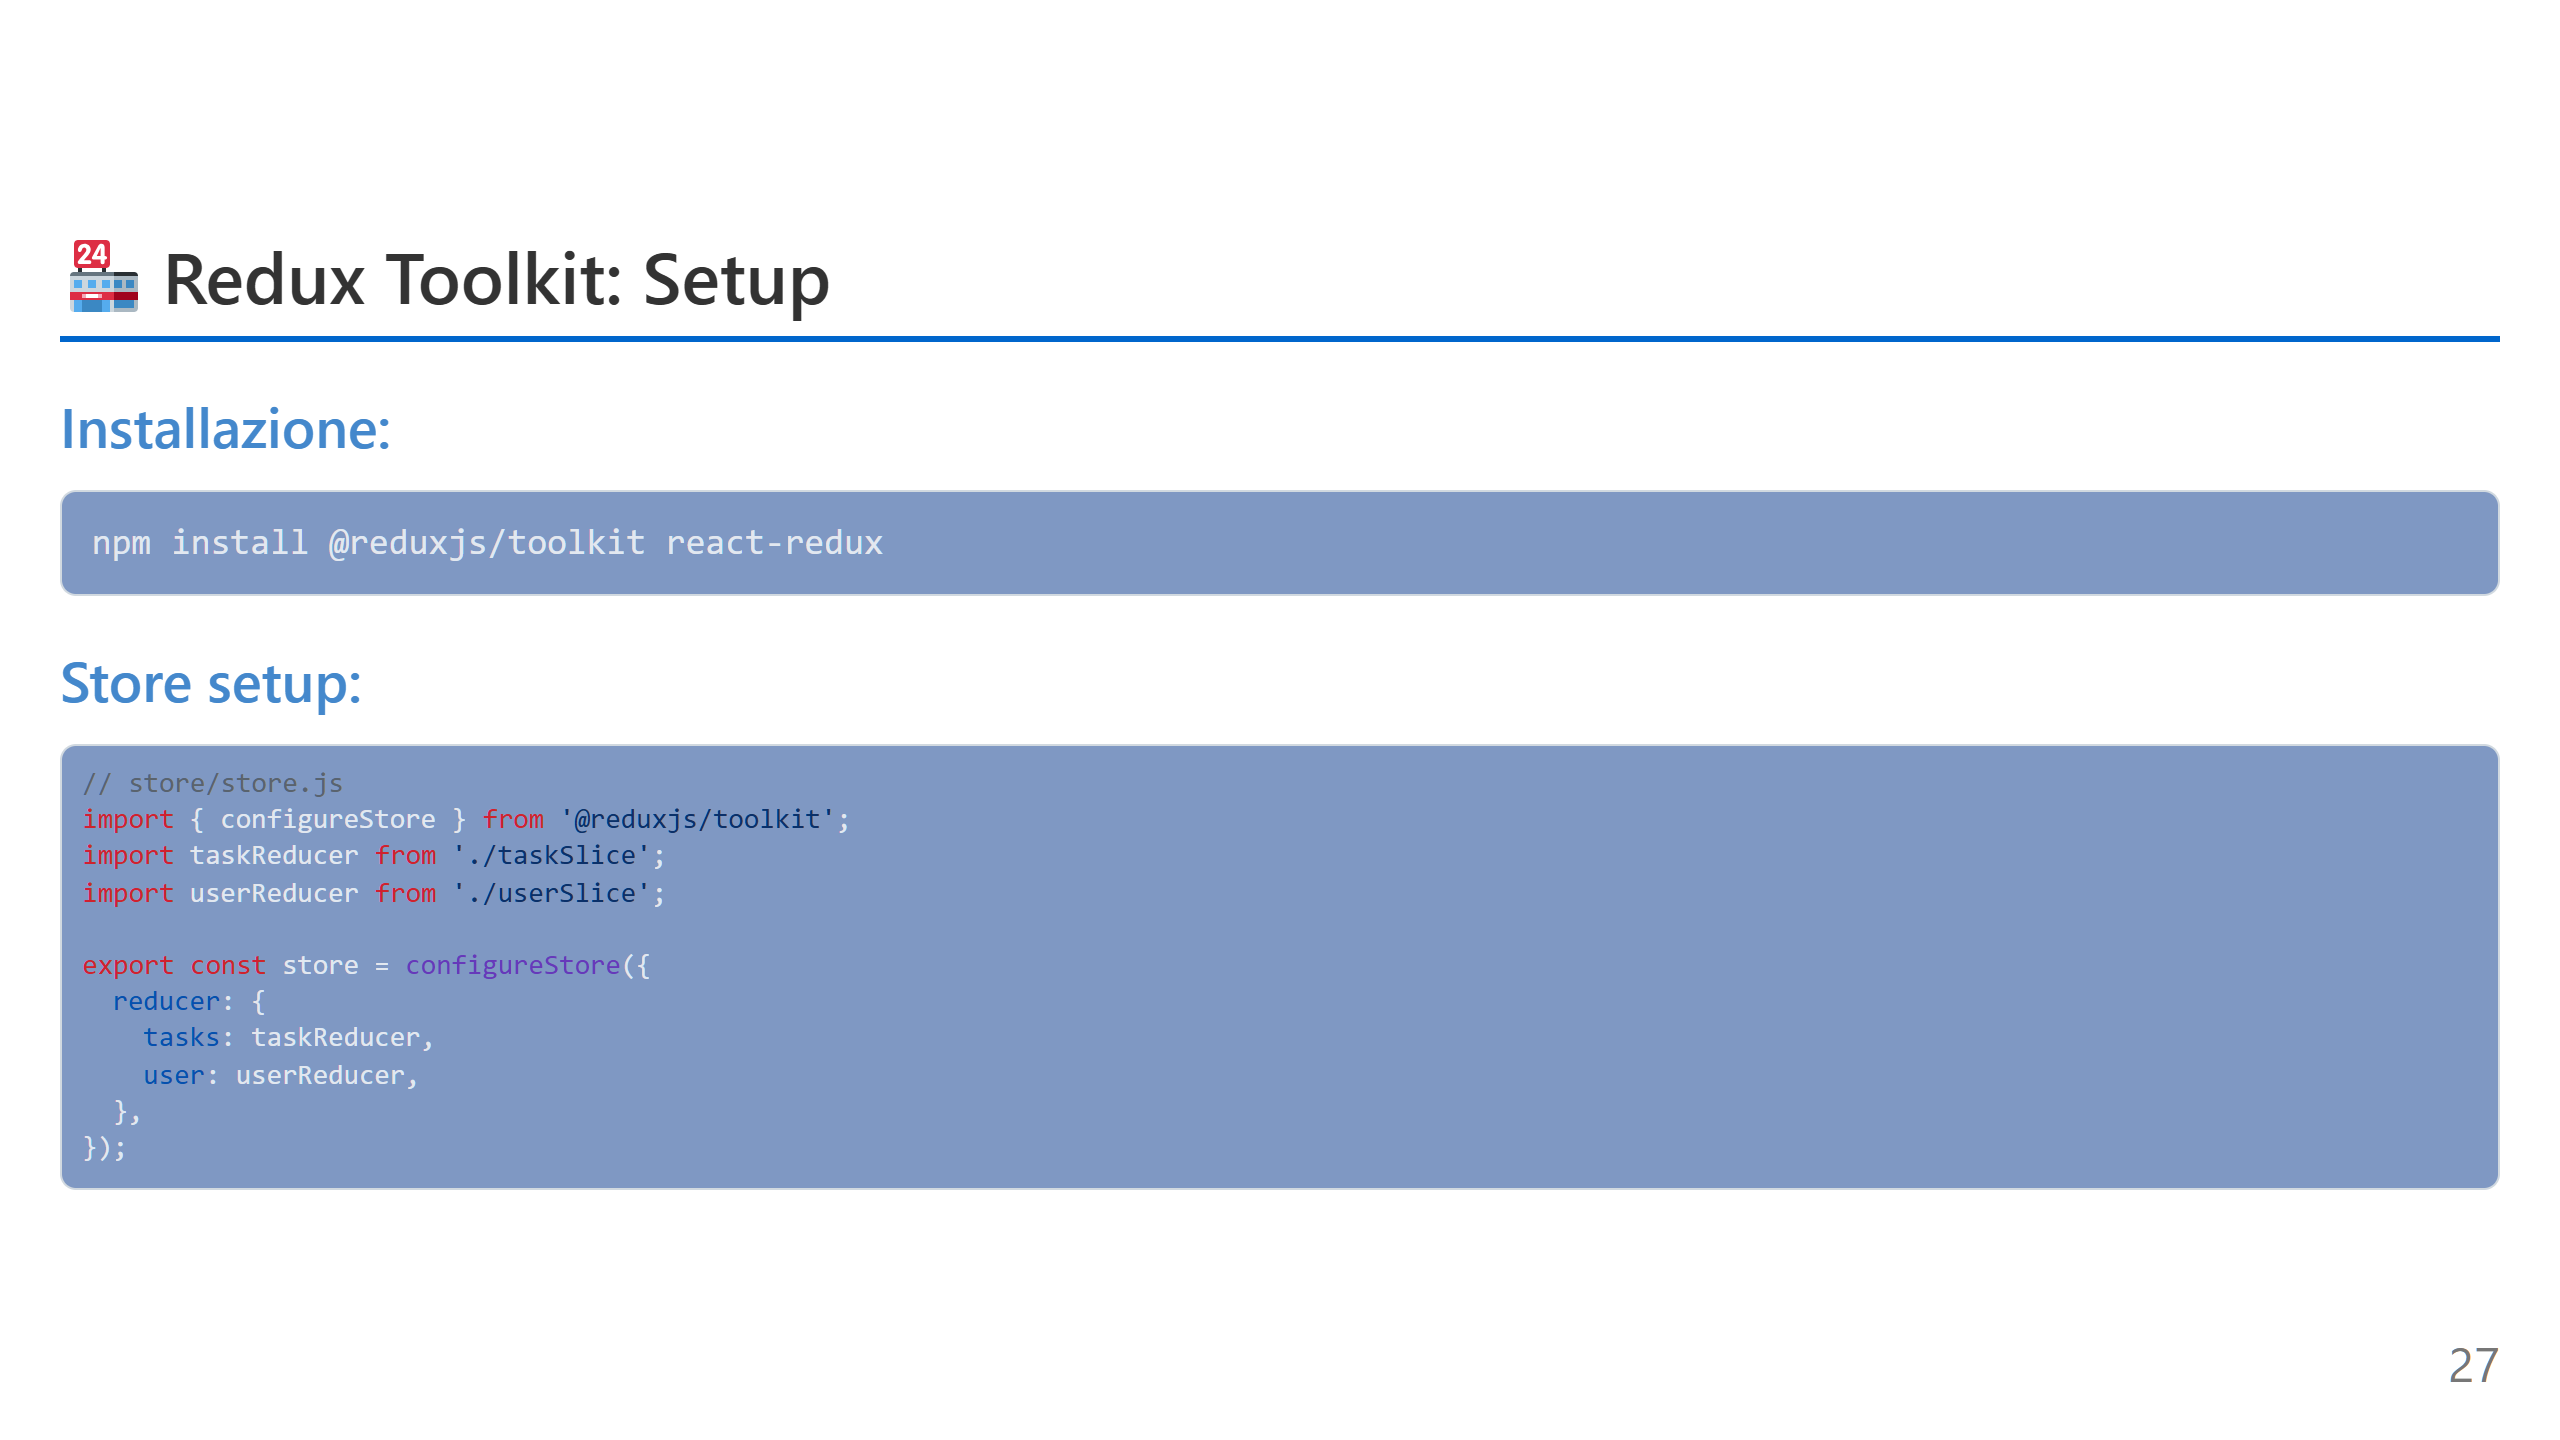 24
Redux Toolkit: Setup
Installazione:
npm install @reduxjs/toolkit react-redux
Store setup:
// store/store.js
import { configureStore } from '@reduxjs/toolkit';
import taskReducer from './taskSlice';
import userReducer from './userSlice';
export const store = configureStore({
  reducer: {
    tasks: taskReducer,
    user: userReducer,
  },
});
27